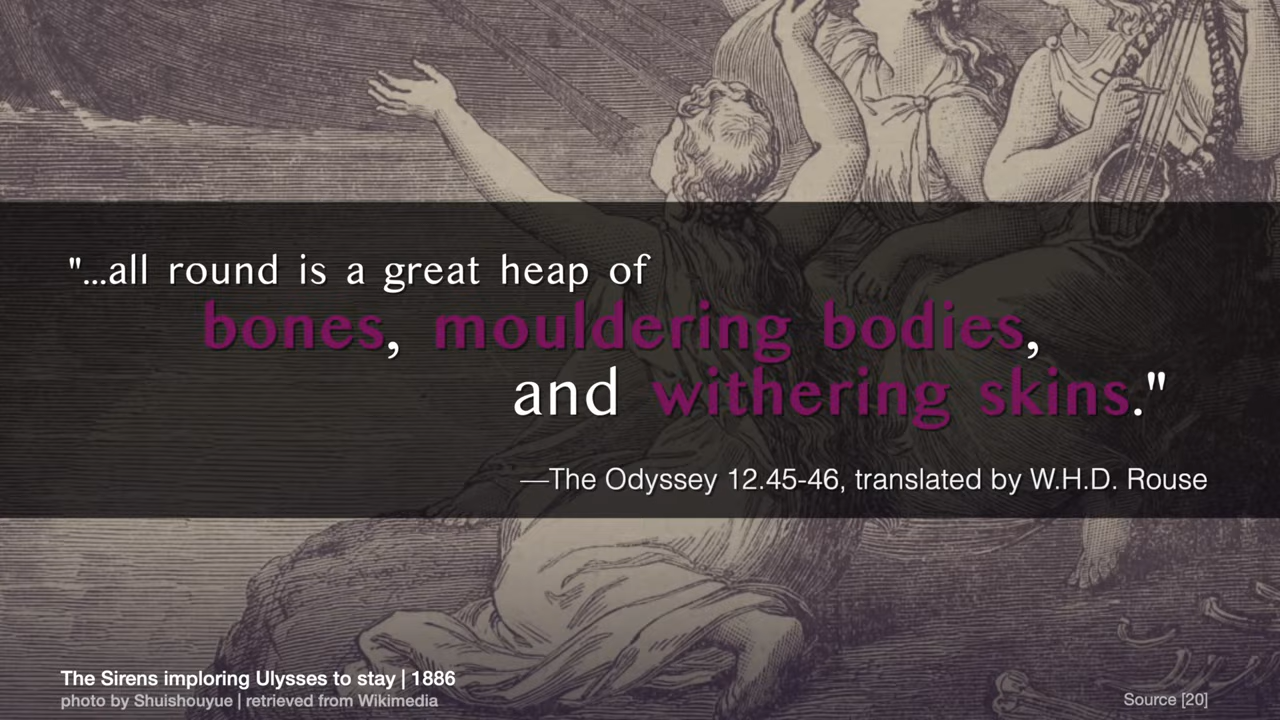 "...all round is a great heap of
bones, mouldering bodies,
and withering skins."
—The Odyssey 12.45-46, translated by W.H.D. Rouse
The Sirens imploring Ulysses to stay | 1886
photo by Shuishouyue | retrieved from Wikimedia
Source [20]